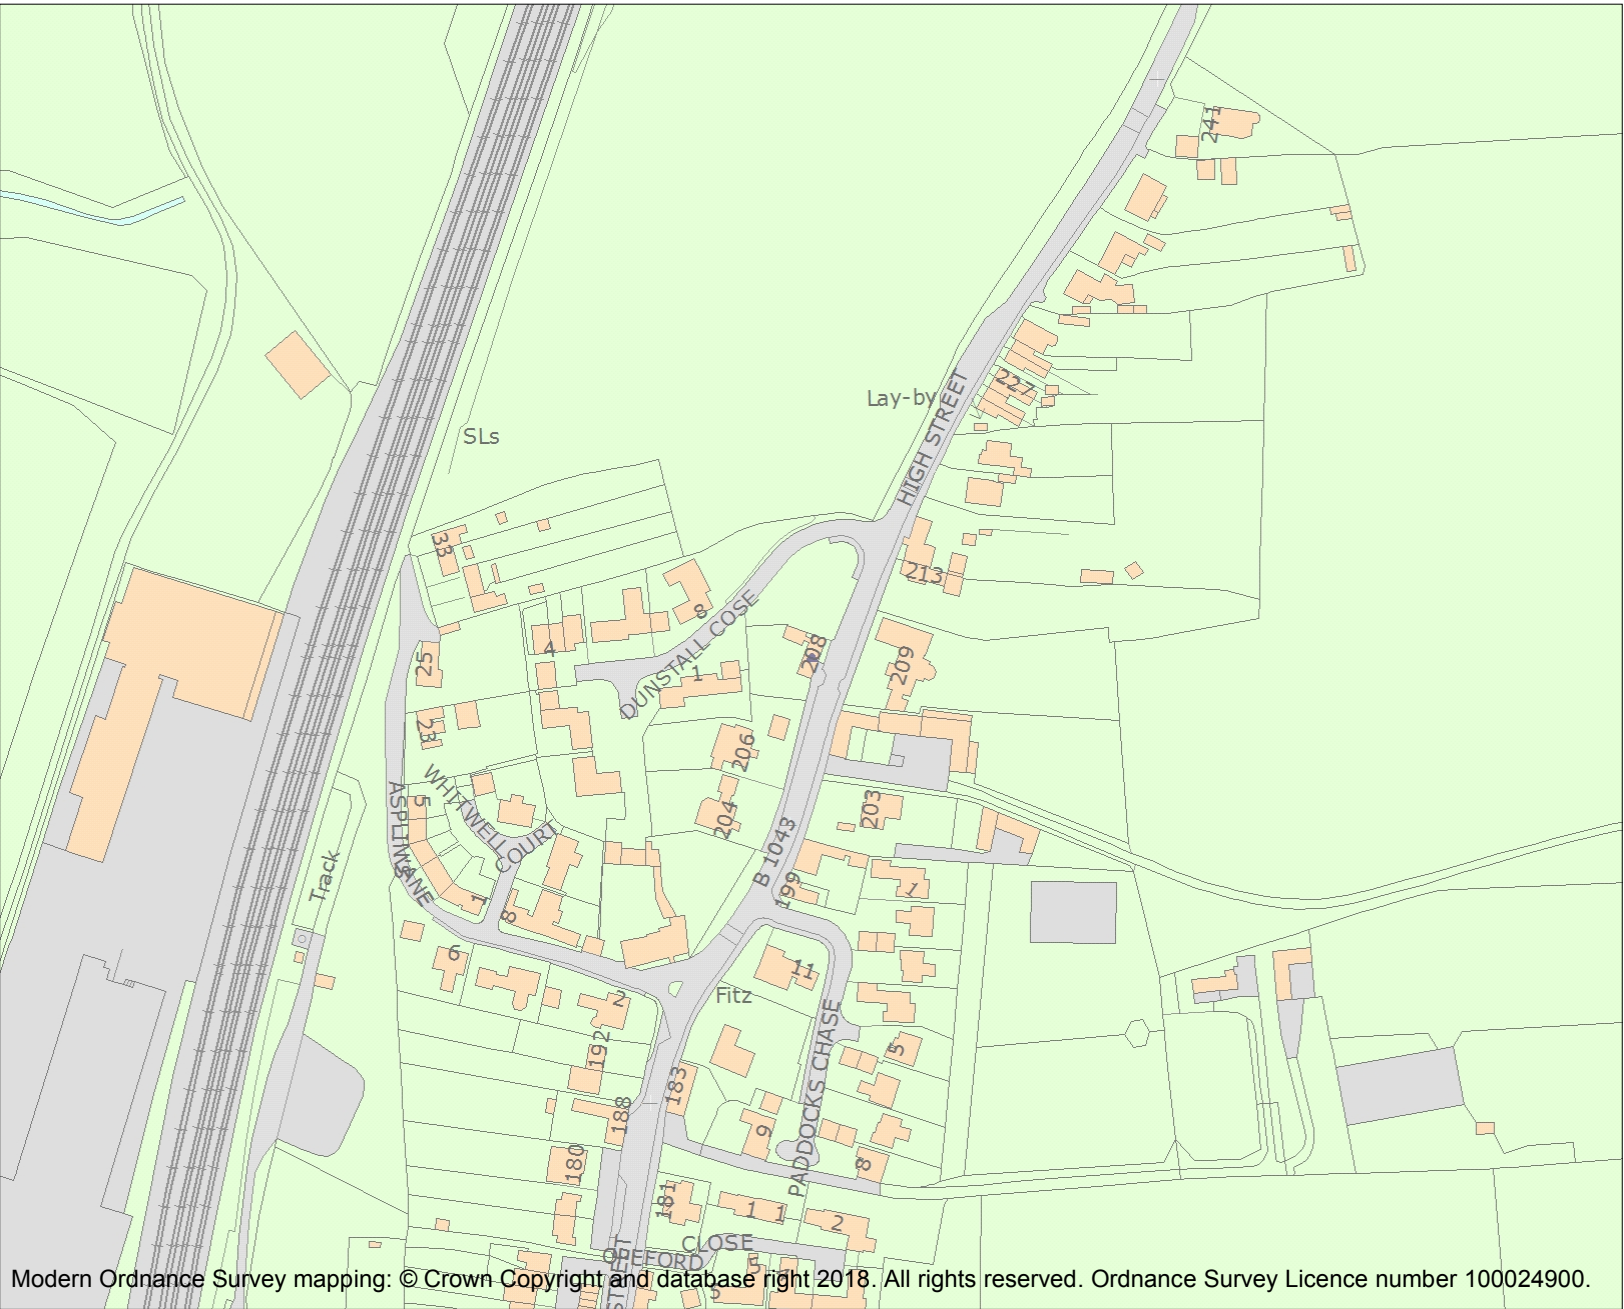 241
227
Lay-by
HIGH STREET
SLs
33
213
8
DUNSTALL COSE
4
208
25
1
209
23
206
WHITWELL
COURT
5
203
204
ASPLINS
LANE
B 1043
Track
199
1
1
8
6
11
2
Fitz
PADDOCKS CHASE
192
5
183
188
9
180
8
181
1
1
2
CLOSE
STREET
5
5
Modern Ordnance Survey mapping: © Crown Copyright and database right 2018. All rights reserved. Ordnance Survey Licence number 100024900.